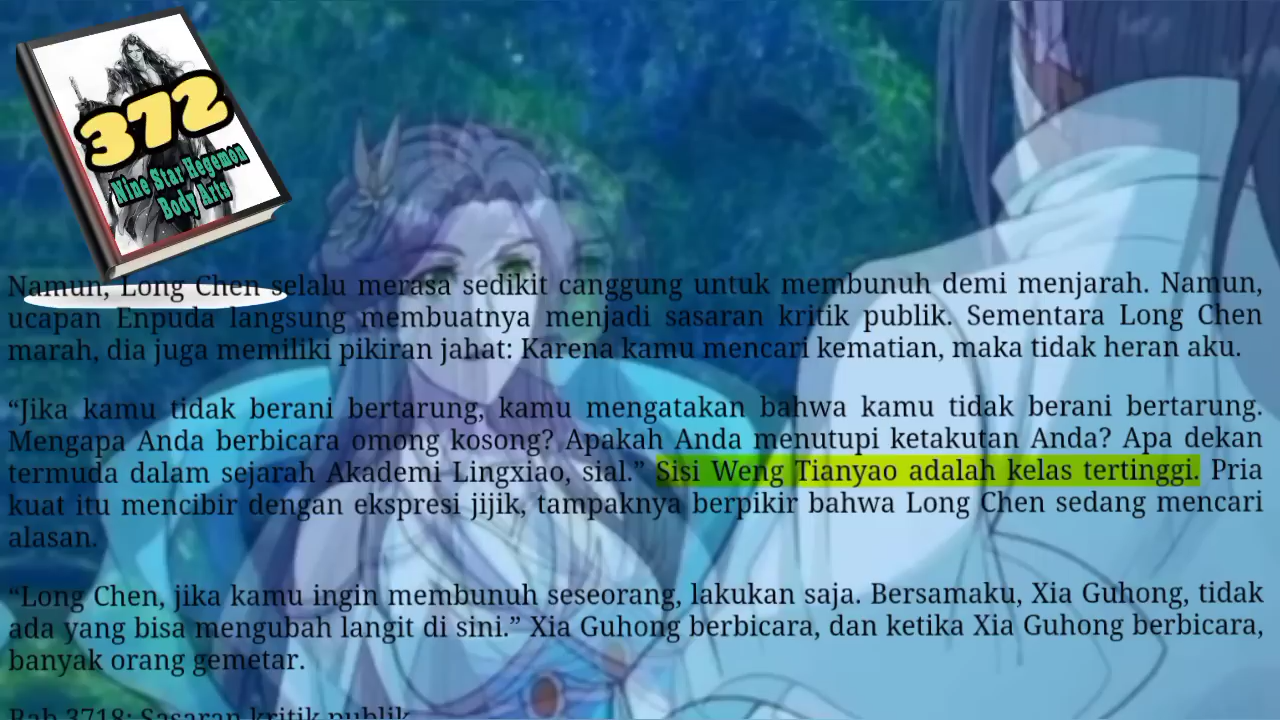 372
Nine Star Hegemon
Body Arts
Namun, Long Chen selalu merasa sedikit canggung untuk membunuh demi menjarah. Namun,
ucapan Enpuda langsung membuatnya menjadi sasaran kritik publik. Sementara Long Chen
marah, dia juga memiliki pikiran jahat: Karena kamu mencari kematian, maka tidak heran aku.
“Jika kamu tidak berani bertarung, kamu mengatakan bahwa kamu tidak berani bertarung.
Mengapa Anda berbicara omong kosong? Apakah Anda menutupi ketakutan Anda? Apa dekan
termuda dalam sejarah Akademi Lingxiao, sial.” Sisi Weng Tianyao adalah kelas tertinggi. Pria
kuat itu mencibir dengan ekspresi jijik, tampaknya berpikir bahwa Long Chen sedang mencari
alasan.
“Long Chen, jika kamu ingin membunuh seseorang, lakukan saja. Bersamaku, Xia Guhong, tidak
ada yang bisa mengubah langit di sini.” Xia Guhong berbicara, dan ketika Xia Guhong berbicara,
banyak orang gemetar.
Bab 3718: Sasaran kritik publik